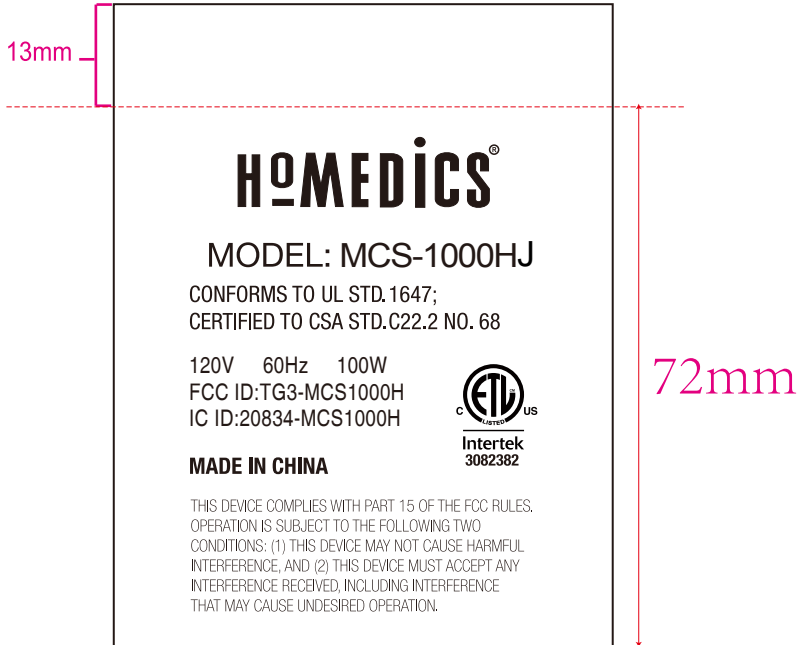 13mm
HOMEDiCS®
MODEL: MCS-1000HJ
CONFORMS TO UL STD.1647;
CERTIFIED TO CSA STD.C22.2 NO. 68
120V 60Hz 100W
FCC ID:TG3-MCS1000H
IC ID:20834-MCS1000H
72mm
ETL
TM
C US
LISTED
Intertek
3082382
MADE IN CHINA
THIS DEVICE COMPLIES WITH PART 15 OF THE FCC RULES.
OPERATION IS SUBJECT TO THE FOLLOWING TWO
CONDITIONS: (1) THIS DEVICE MAY NOT CAUSE HARMFUL
INTERFERENCE, AND (2) THIS DEVICE MUST ACCEPT ANY
INTERFERENCE RECEIVED, INCLUDING INTERFERENCE
THAT MAY CAUSE UNDESIRED OPERATION.